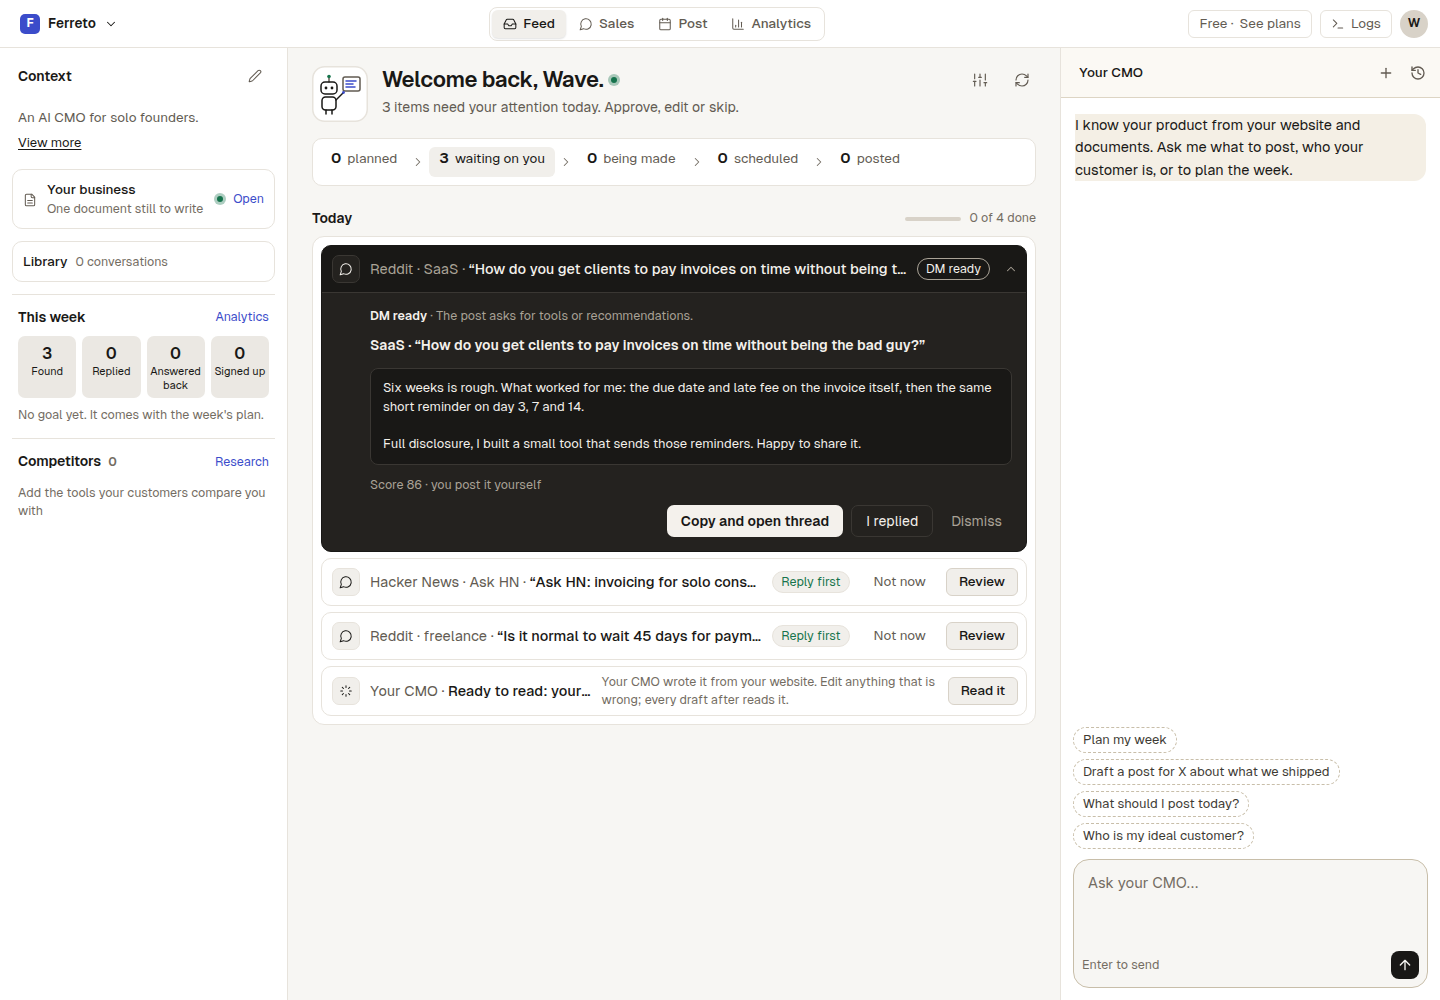 F Ferreto
Feed
Sales
Post
Analytics
Free · See plans
Logs
W
Context
An AI CMO for solo founders.
View more
Your business
One document still to write
Open
Library 0 conversations
This week
Analytics
3 Found
0 Replied
0 Answered back
0 Signed up
No goal yet. It comes with the week's plan.
Competitors 0
Research
Add the tools your customers compare you
with
Welcome back, Wave.
3 items need your attention today. Approve, edit or skip.
0 planned
3 waiting on you
0 being made
0 scheduled
0 posted
Today
0 of 4 done
Reddit · SaaS · “How do you get clients to pay invoices on time without being t...
DM ready
DM ready · The post asks for tools or recommendations.
SaaS · “How do you get clients to pay invoices on time without being the bad guy?”
Six weeks is rough. What worked for me: the due date and late fee on the invoice itself, then the same
short reminder on day 3, 7 and 14.
Full disclosure, I built a small tool that sends those reminders. Happy to share it.
Score 86 · you post it yourself
Copy and open thread
I replied
Dismiss
Hacker News · Ask HN · “Ask HN: invoicing for solo cons...
Reply first
Not now
Review
Reddit · freelance · “Is it normal to wait 45 days for paym...
Reply first
Not now
Review
Your CMO · Ready to read: your...
Your CMO wrote it from your website. Edit anything that is
wrong; every draft after reads it.
Read it
Your CMO
I know your product from your website and
documents. Ask me what to post, who your
customer is, or to plan the week.
Plan my week
Draft a post for X about what we shipped
What should I post today?
Who is my ideal customer?
Ask your CMO...
Enter to send